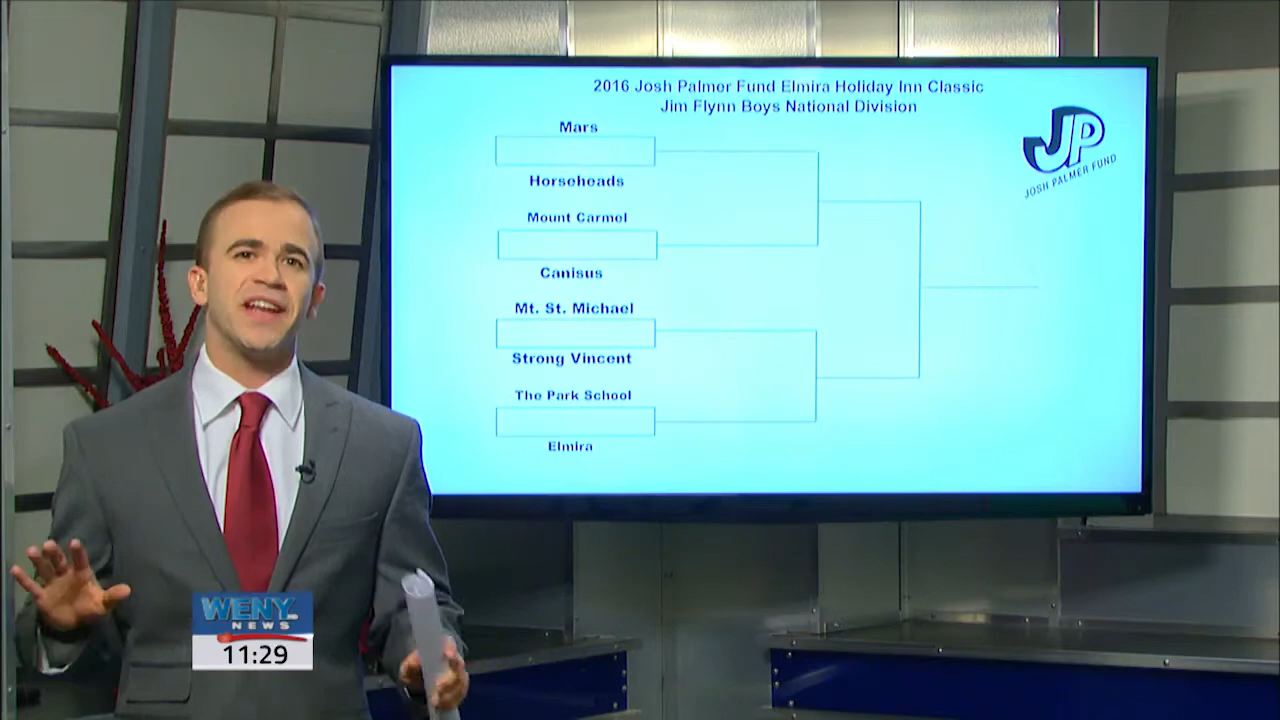 2016 Josh Palmer Fund Elmira Holiday Inn Classic
Jim Flynn Boys National Division
JP
JOSH PALMER FUND
Mars
Horseheads
Mount Carmel
Canisus
Mt. St. Michael
Strong Vincent
The Park School
Elmira
WENY HD
NEWS
11:29